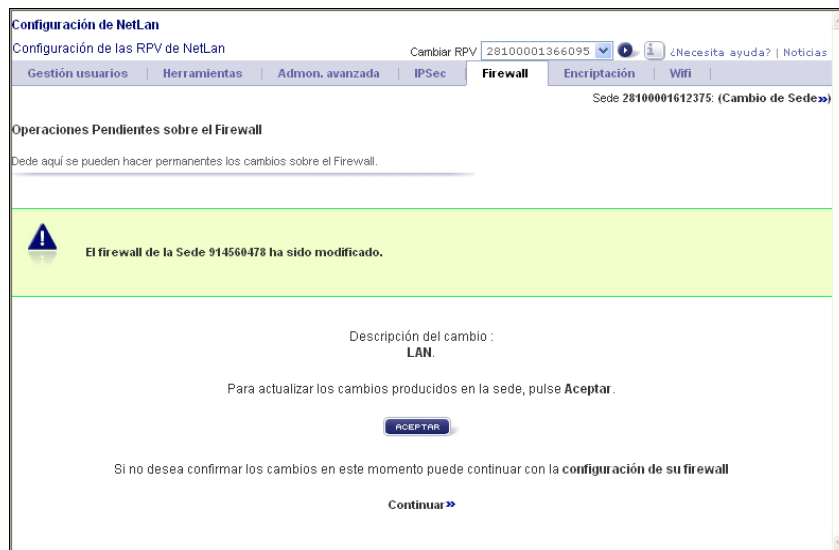 Configuración de NetLan
Configuración de las RPV de NetLan
Cambiar RPV 28100001366095 ¿Necesita ayuda? | Noticias
Gestión usuarios | Herramientas | Admon. avanzada | IPSec Firewall Encriptación | Wifi |
Sede 28100001612375: (Cambio de Sede»)
Operaciones Pendientes sobre el Firewall
Dede aquí se pueden hacer permanentes los cambios sobre el Firewall.
El firewall de la Sede 914560478 ha sido modificado.
Descripción del cambio :
LAN.
Para actualizar los cambios producidos en la sede, pulse Aceptar.
ACEPTAR
Si no desea confirmar los cambios en este momento puede continuar con la configuración de su firewall
Continuar»